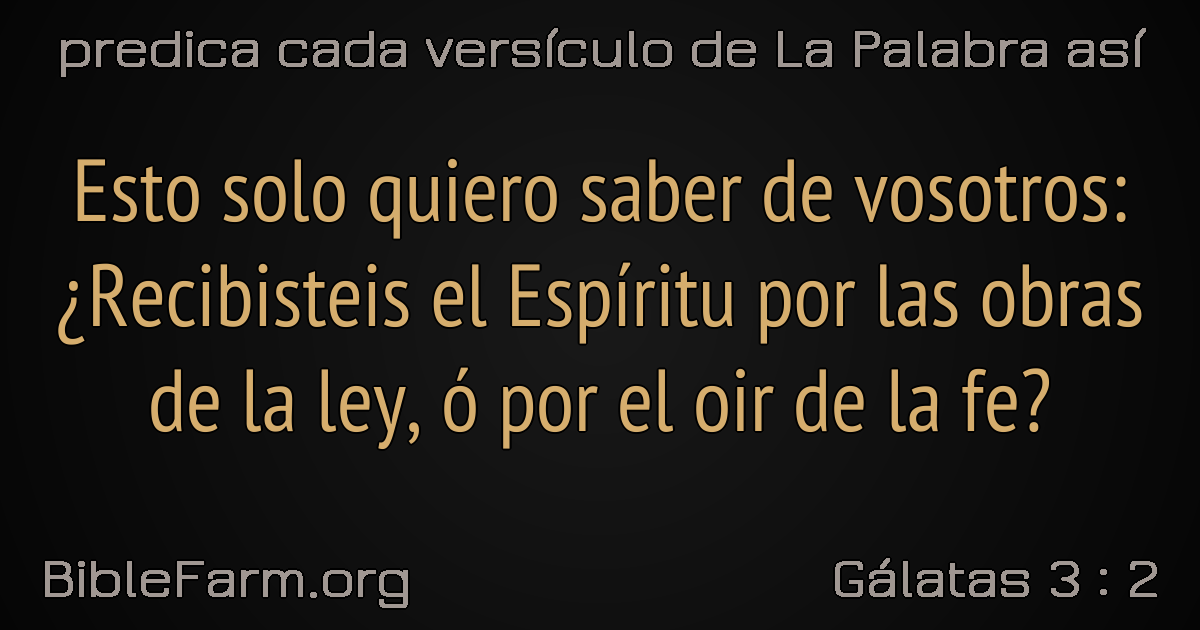 predica cada versículo de La Palabra así
Esto solo quiero saber de vosotros:
¿Recibisteis el Espíritu por las obras
de la ley, ó por el oir de la fe?
BibleFarm.org
Gálatas 3 : 2